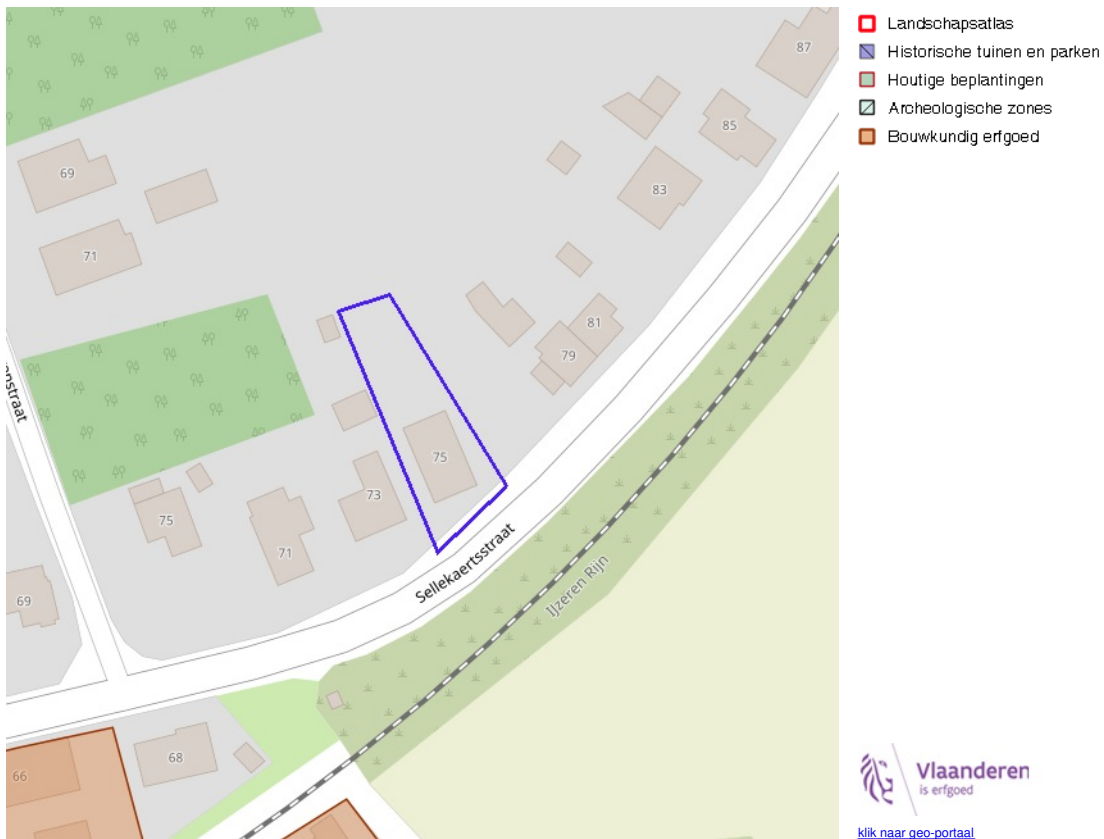 87
85
83
69
71
81
79
75
73
75
71
69
68
66
enstraat
Sellekaertsstraat
Ijzeren Rijn
Landschapsatlas
Historische tuinen en parken
Houtige beplantingen
Archeologische zones
Bouwkundig erfgoed
Vlaanderen
is erfgoed
klik naar geo-portaal